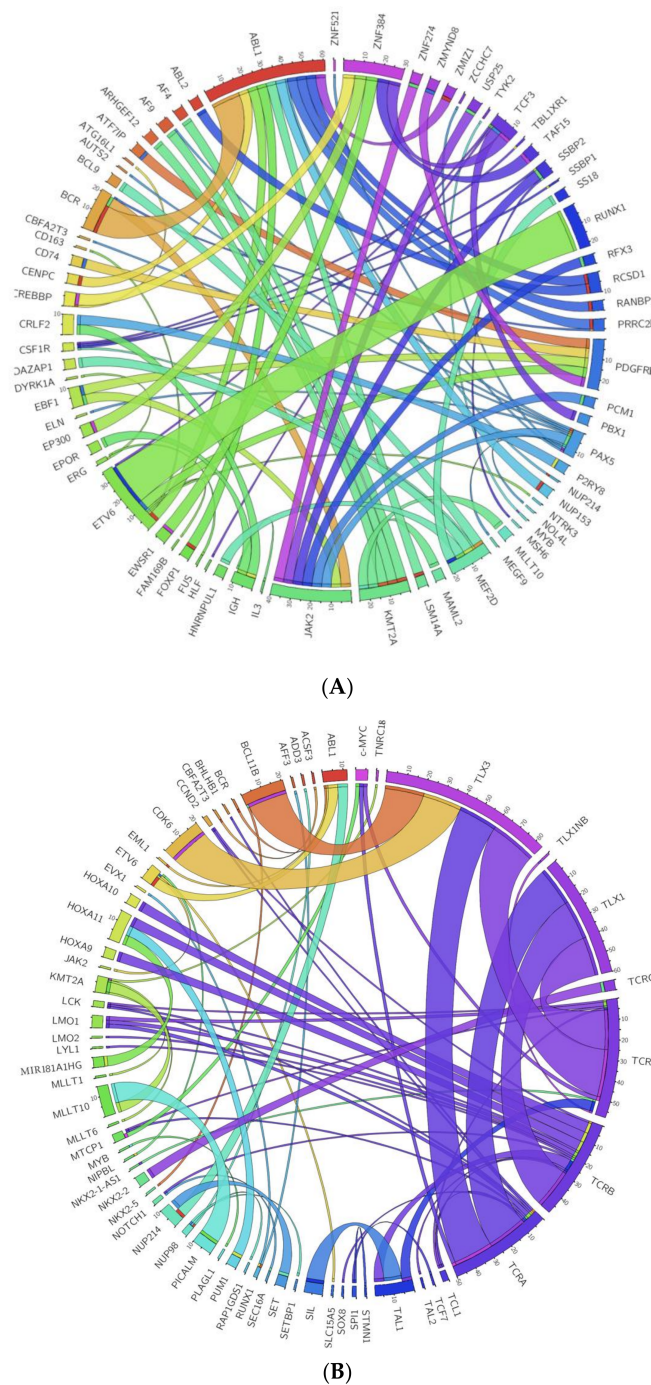 ABL1
ZNF521
ZNF384
ZNF274
ZMYND8
ZMIZ1
ZCCHC7
USP25
TYK2
TCF3
TBL1XR1
TAF15
SSBP2
SSBP1
SS18
RUNX1
RFX3
RCSD1
RANBP
PRRC2
PDGFR
PCM1
PBX1
PAX5
P2RY8
NUP214
NUP153
NTRK3
NOL4L
MYB
MSH6
MLLT10
MEGF9
MEF2D
MAML2
LSM14A
KMT2A
JAK2
IL3
IGH
HNRNPUL1
HLF
FUS
FOXP1
FAM169B
EWSR1
ETV6
ERG
EPOR
EP300
ELN
EBF1
DYRK1A
DAZAP1
CSF1R
CRLF2
CREBBP
CENPC
CD74
CD163
CBFA2T3
BCR
BCL9
AUTS2
ATG16L1
ATF7IP
ARHGEF12
AF9
AF4
ABL2
(A)
ABL1
c-MYC
TNRC18
TLX3
TLX1NB
TLX1
TCR
TCRB
TCRA
TCL1
TCF7
TAL2
TAL1
STMN1
SPI1
SOX8
SLC15A5
SIL
SETBP1
SET
SEC16A
RUNX1
RAP1GDS1
PUM1
PLAGL1
PICALM
NUP98
NUP214
NOTCH1
NKX2-5
NKX2-2
NKX2-1-AS1
NIPBL
MYB
MTCP1
MLLT6
MLLT10
MLLT1
MIR181A1HG
LYL1
LMO2
LMO1
LCK
KMT2A
JAK2
HOXA9
HOXA11
HOXA10
EVX1
ETV6
EML1
CDK6
CCND2
CBFA2T3
BHLHB1
BCR
BCL11B
AFF3
ADD3
ACSF3
(B)